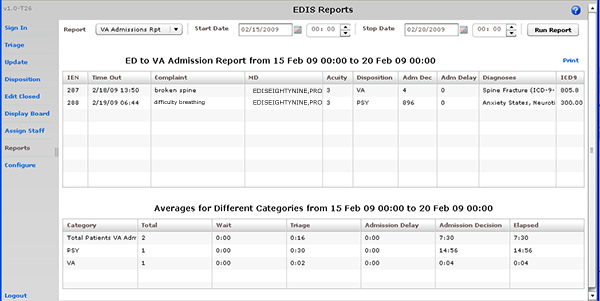 v1.0-T26
EDIS Reports
Sign In
Triage
Update
Disposition
Edit Closed
Display Board
Assign Staff
Reports
Configure
Logout
Report VA Admissions Rpt Start Date 02/15/2009 00: 00 Stop Date 02/20/2009 00: 00 Run Report
ED to VA Admission Report from 15 Feb 09 00:00 to 20 Feb 09 00:00 Print
IEN Time Out Complaint MD Acuity Disposition Adm Dec Adm Delay Diagnoses ICD9
287 2/18/09 13:50 broken spine EDISEIGHTYNINE,PRO 3 VA 4 0 Spine Fracture (ICD-9- 805.8
288 2/19/09 06:44 difficulty breathing EDISEIGHTYNINE,PRO 3 PSY 896 0 Anxiety States, Neuroti 300.00
Averages for Different Categories from 15 Feb 09 00:00 to 20 Feb 09 00:00
Category Total Wait Triage Admission Delay Admission Decision Elapsed
Total Patients VA Adm 2 0:00 0:16 0:00 7:30 7:30
PSY 1 0:00 0:30 0:00 14:56 14:56
VA 1 0:00 0:02 0:00 0:04 0:04